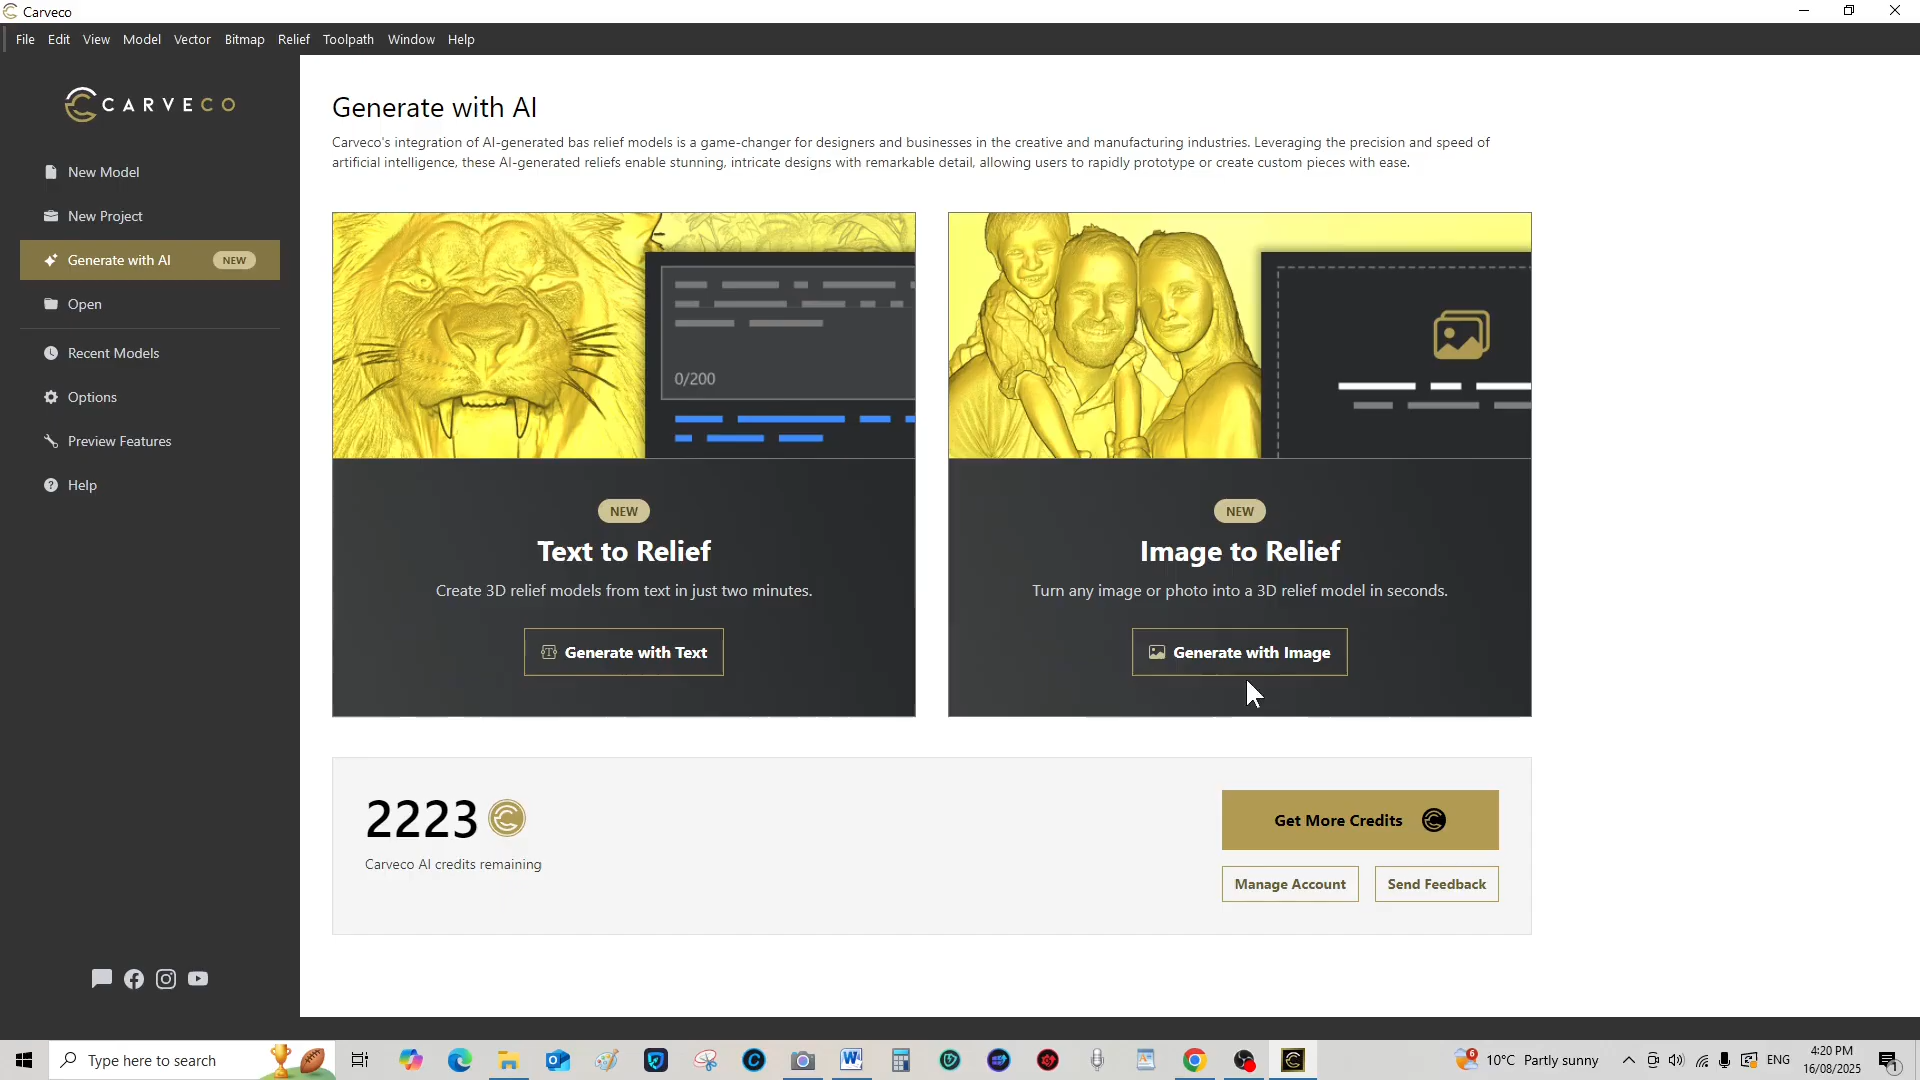 Carveco
File Edit View Model Vector Bitmap Relief Toolpath Window Help
CARVECO
New Model
New Project
Generate with AI NEW
Open
Recent Models
Options
Preview Features
Help
Generate with AI
Carveco's integration of AI-generated bas relief models is a game-changer for designers and businesses in the creative and manufacturing industries. Leveraging the precision and speed of
artificial intelligence, these AI-generated reliefs enable stunning, intricate designs with remarkable detail, allowing users to rapidly prototype or create custom pieces with ease.
0/200
NEW
Text to Relief
Create 3D relief models from text in just two minutes.
Generate with Text
NEW
Image to Relief
Turn any image or photo into a 3D relief model in seconds.
Generate with Image
2223
Carveco AI credits remaining
Get More Credits
Manage Account Send Feedback
Type here to search
6 10°C Partly sunny ENG
4:20 PM
16/08/2025
1